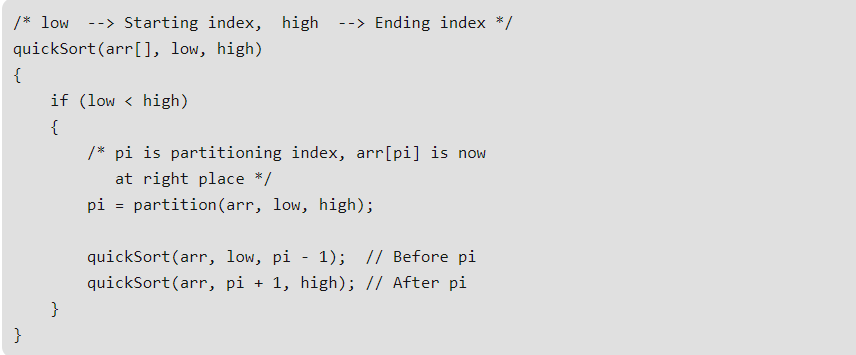 /* low  --> Starting index,  high  --> Ending index */
quickSort(arr[], low, high)
{
    if (low < high)
    {
        /* pi is partitioning index, arr[pi] is now
           at right place */
        pi = partition(arr, low, high);

        quickSort(arr, low, pi - 1);  // Before pi
        quickSort(arr, pi + 1, high); // After pi
    }
}